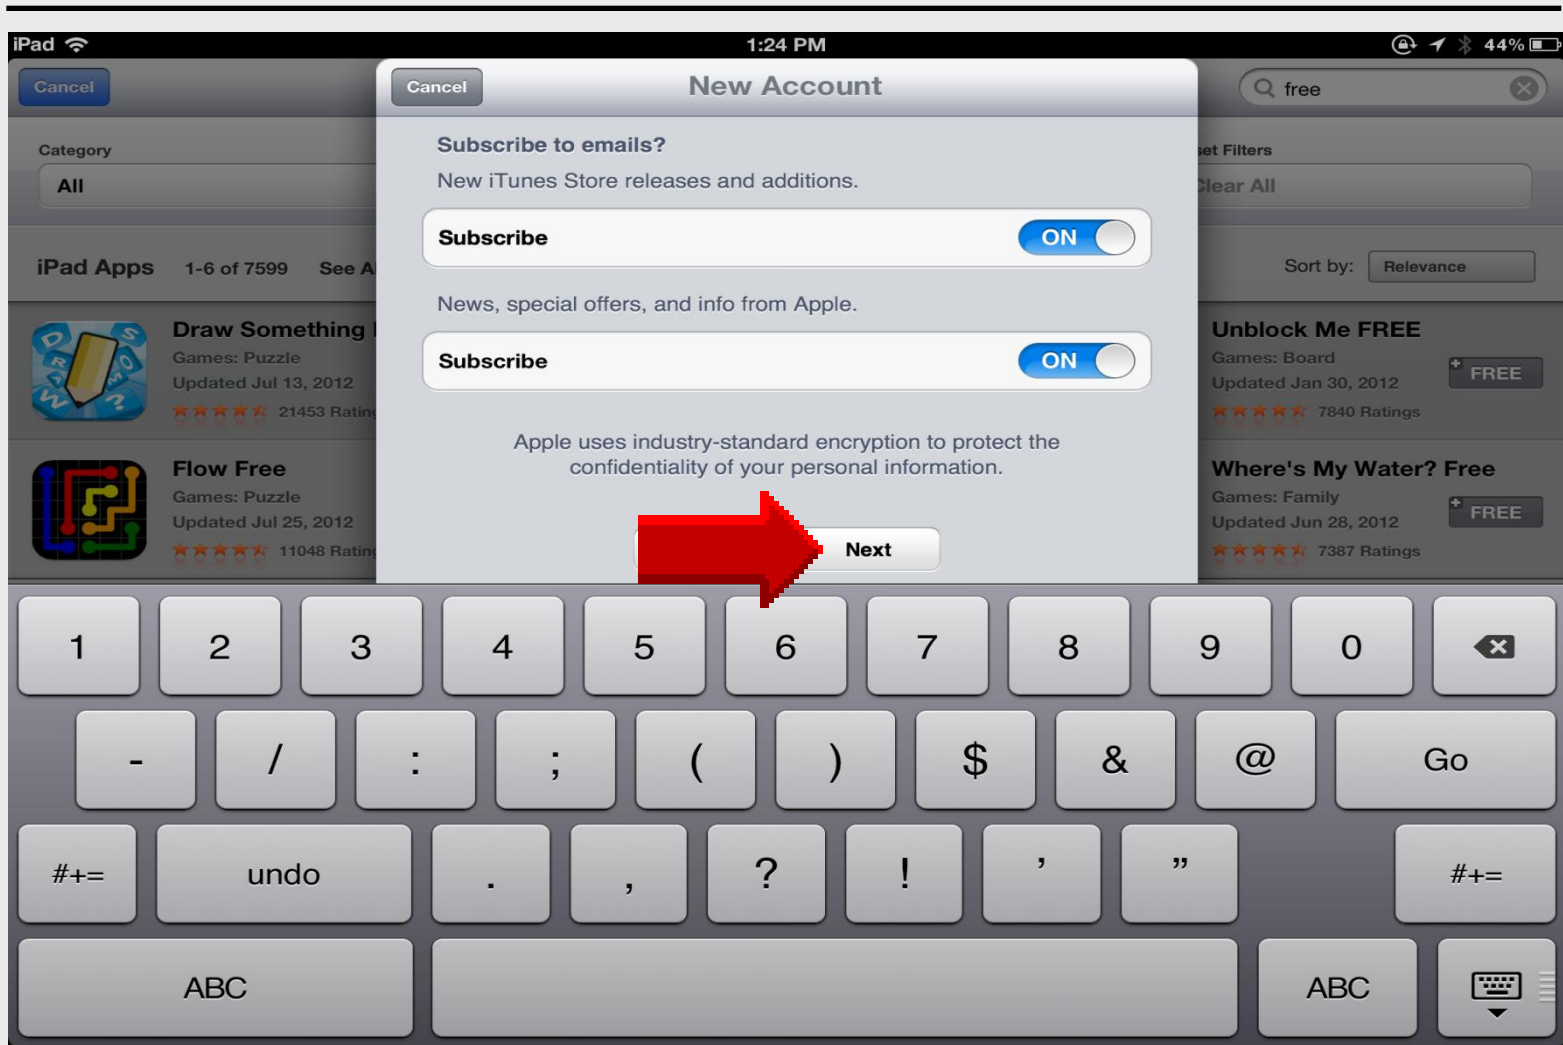 iPad 1:24 PM 44%
Cancel
Cancel New Account
free
Category
All
Subscribe to emails?
New iTunes Store releases and additions.
Subscribe ON
News, special offers, and info from Apple.
Subscribe ON
Apple uses industry-standard encryption to protect the
confidentiality of your personal information.
Next
set Filters
Clear All
iPad Apps 1-6 of 7599 See A
Sort by: Relevance
Draw Something
Games: Puzzle
Updated Jul 13, 2012
21453 Rating
Unblock Me FREE
Games: Board
Updated Jan 30, 2012
7840 Ratings
FREE
Flow Free
Games: Puzzle
Updated Jul 25, 2012
11048 Rating
Where's My Water? Free
Games: Family
Updated Jun 28, 2012
7387 Ratings
FREE
1 2 3 4 5 6 7 8 9 0
- / : ; ( ) $ & @ Go
#+= undo . , ? ! ’ ” #+=
ABC ABC